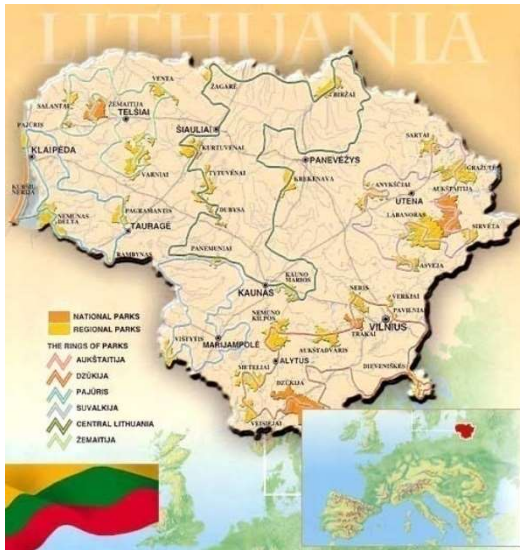 LITHUANIA
VENTA
ŽAGARĖ
BIRŽAI
SALANTAI
ŽEMAITIJA
TELŠIAI
PAJŪRIS
ŠIAULIAI
SARTAI
KLAIPĖDA
KURTUVĖNAI
PANEVĖŽYS
GRAŽUTĖ
VARNIAI
TYTUVĖNAI
KREKENAVA
ANYKŠČIAI
AUKŠTAITIJA
UTENA
KURŠIŲ
NERIJA
NEMUNAS
DELTA
PAGRAMANTIS
DUBYSA
LABANORAS
SIRVĖTA
TAURAGĖ
RAMBYNAS
PANEMUNIAI
ASVEJA
KAUNO
MARIOS
KAUNAS
NERIS
VERKIAI
PAVILNIAI
NEMUNO
KILPOS
VILNIUS
TRAKAI
VIŠTYTIS
MARIJAMPOLĖ
AUKŠTADVARIS
ALYTUS
DIEVENIŠKĖS
METELIAI
DZŪKIJA
VEISIEJAI
NATIONAL PARKS
REGIONAL PARKS
THE RINGS OF PARKS
AUKŠTAITIJA
DZŪKIJA
PAJŪRIS
SUVALKIJA
CENTRAL LITHUANIA
ŽEMAITIJA